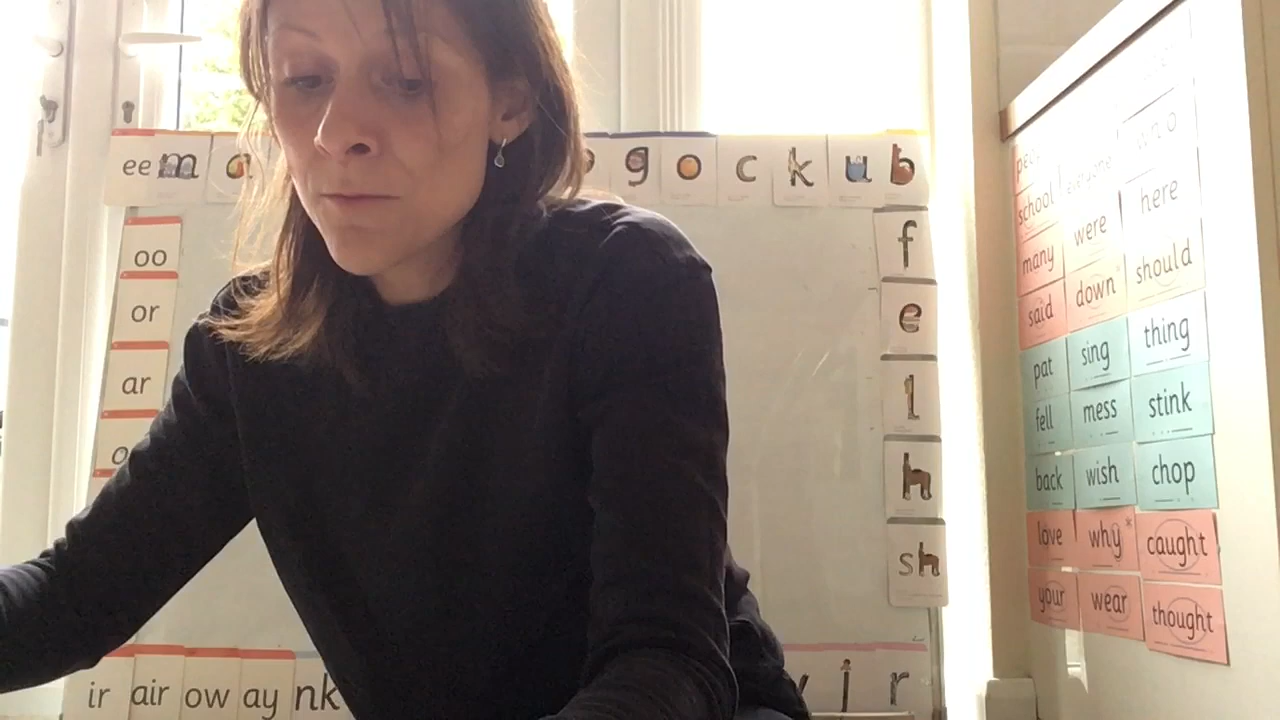 ee m a g o c k u b
oo
or
ar
o
f
e
l
h
sh
ir air ow ay nk j r
school everyone
many were here
said down should
pat sing thing
fell mess stink
back wish chop
love why* caught
your wear thought